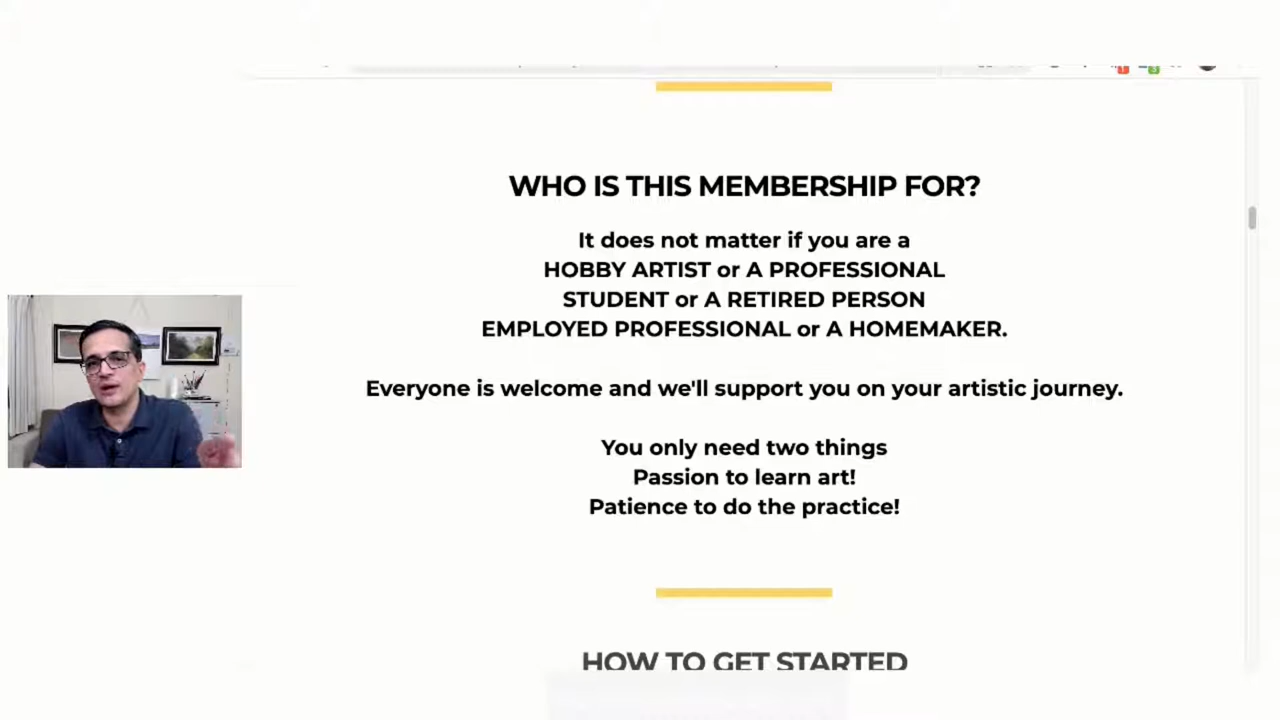 WHO IS THIS MEMBERSHIP FOR?
It does not matter if you are a
HOBBY ARTIST or A PROFESSIONAL
STUDENT or A RETIRED PERSON
EMPLOYED PROFESSIONAL or A HOMEMAKER.
Everyone is welcome and we'll support you on your artistic journey.
You only need two things
Passion to learn art!
Patience to do the practice!
HOW TO GET STARTED